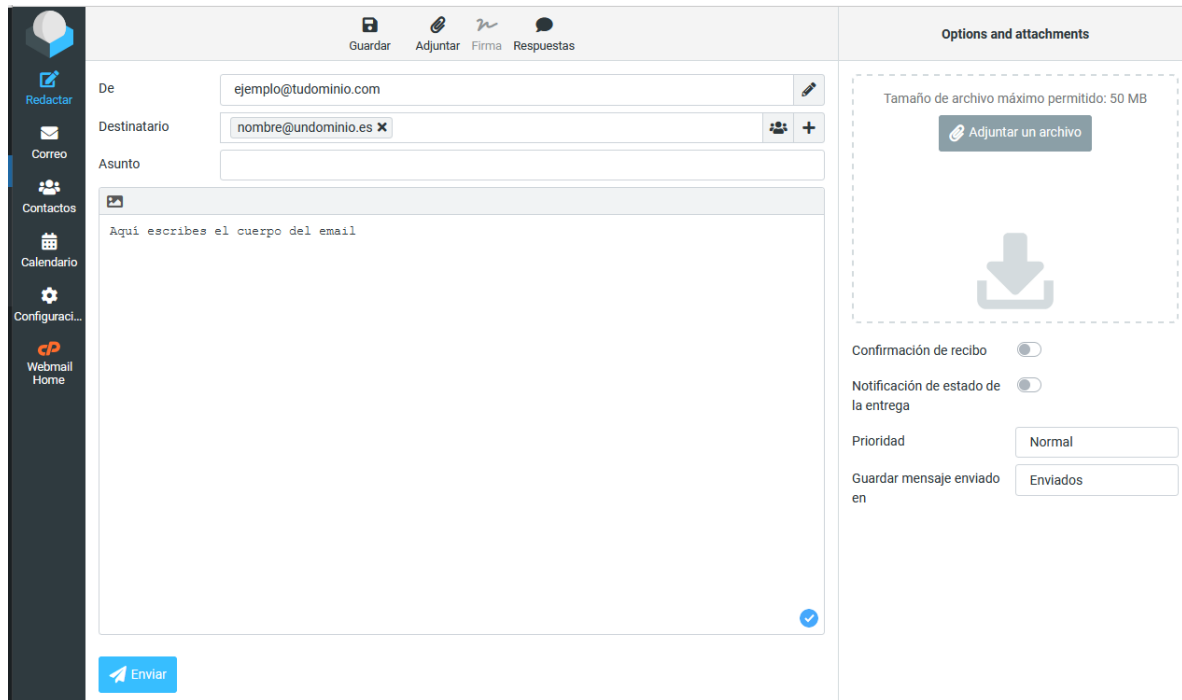 Guardar
Adjuntar
Firma
Respuestas
Options and attachments
Redactar
Correo
Contactos
Calendario
Configuraci...
cP
Webmail
Home
De
ejemplo@tudominio.com
Destinatario
nombre@undominio.es
Asunto
Aquí escribes el cuerpo del email
Enviar
Tamaño de archivo máximo permitido: 50 MB
Adjuntar un archivo
Confirmación de recibo
Notificación de estado de
la entrega
Prioridad
Normal
Guardar mensaje enviado
en
Enviados